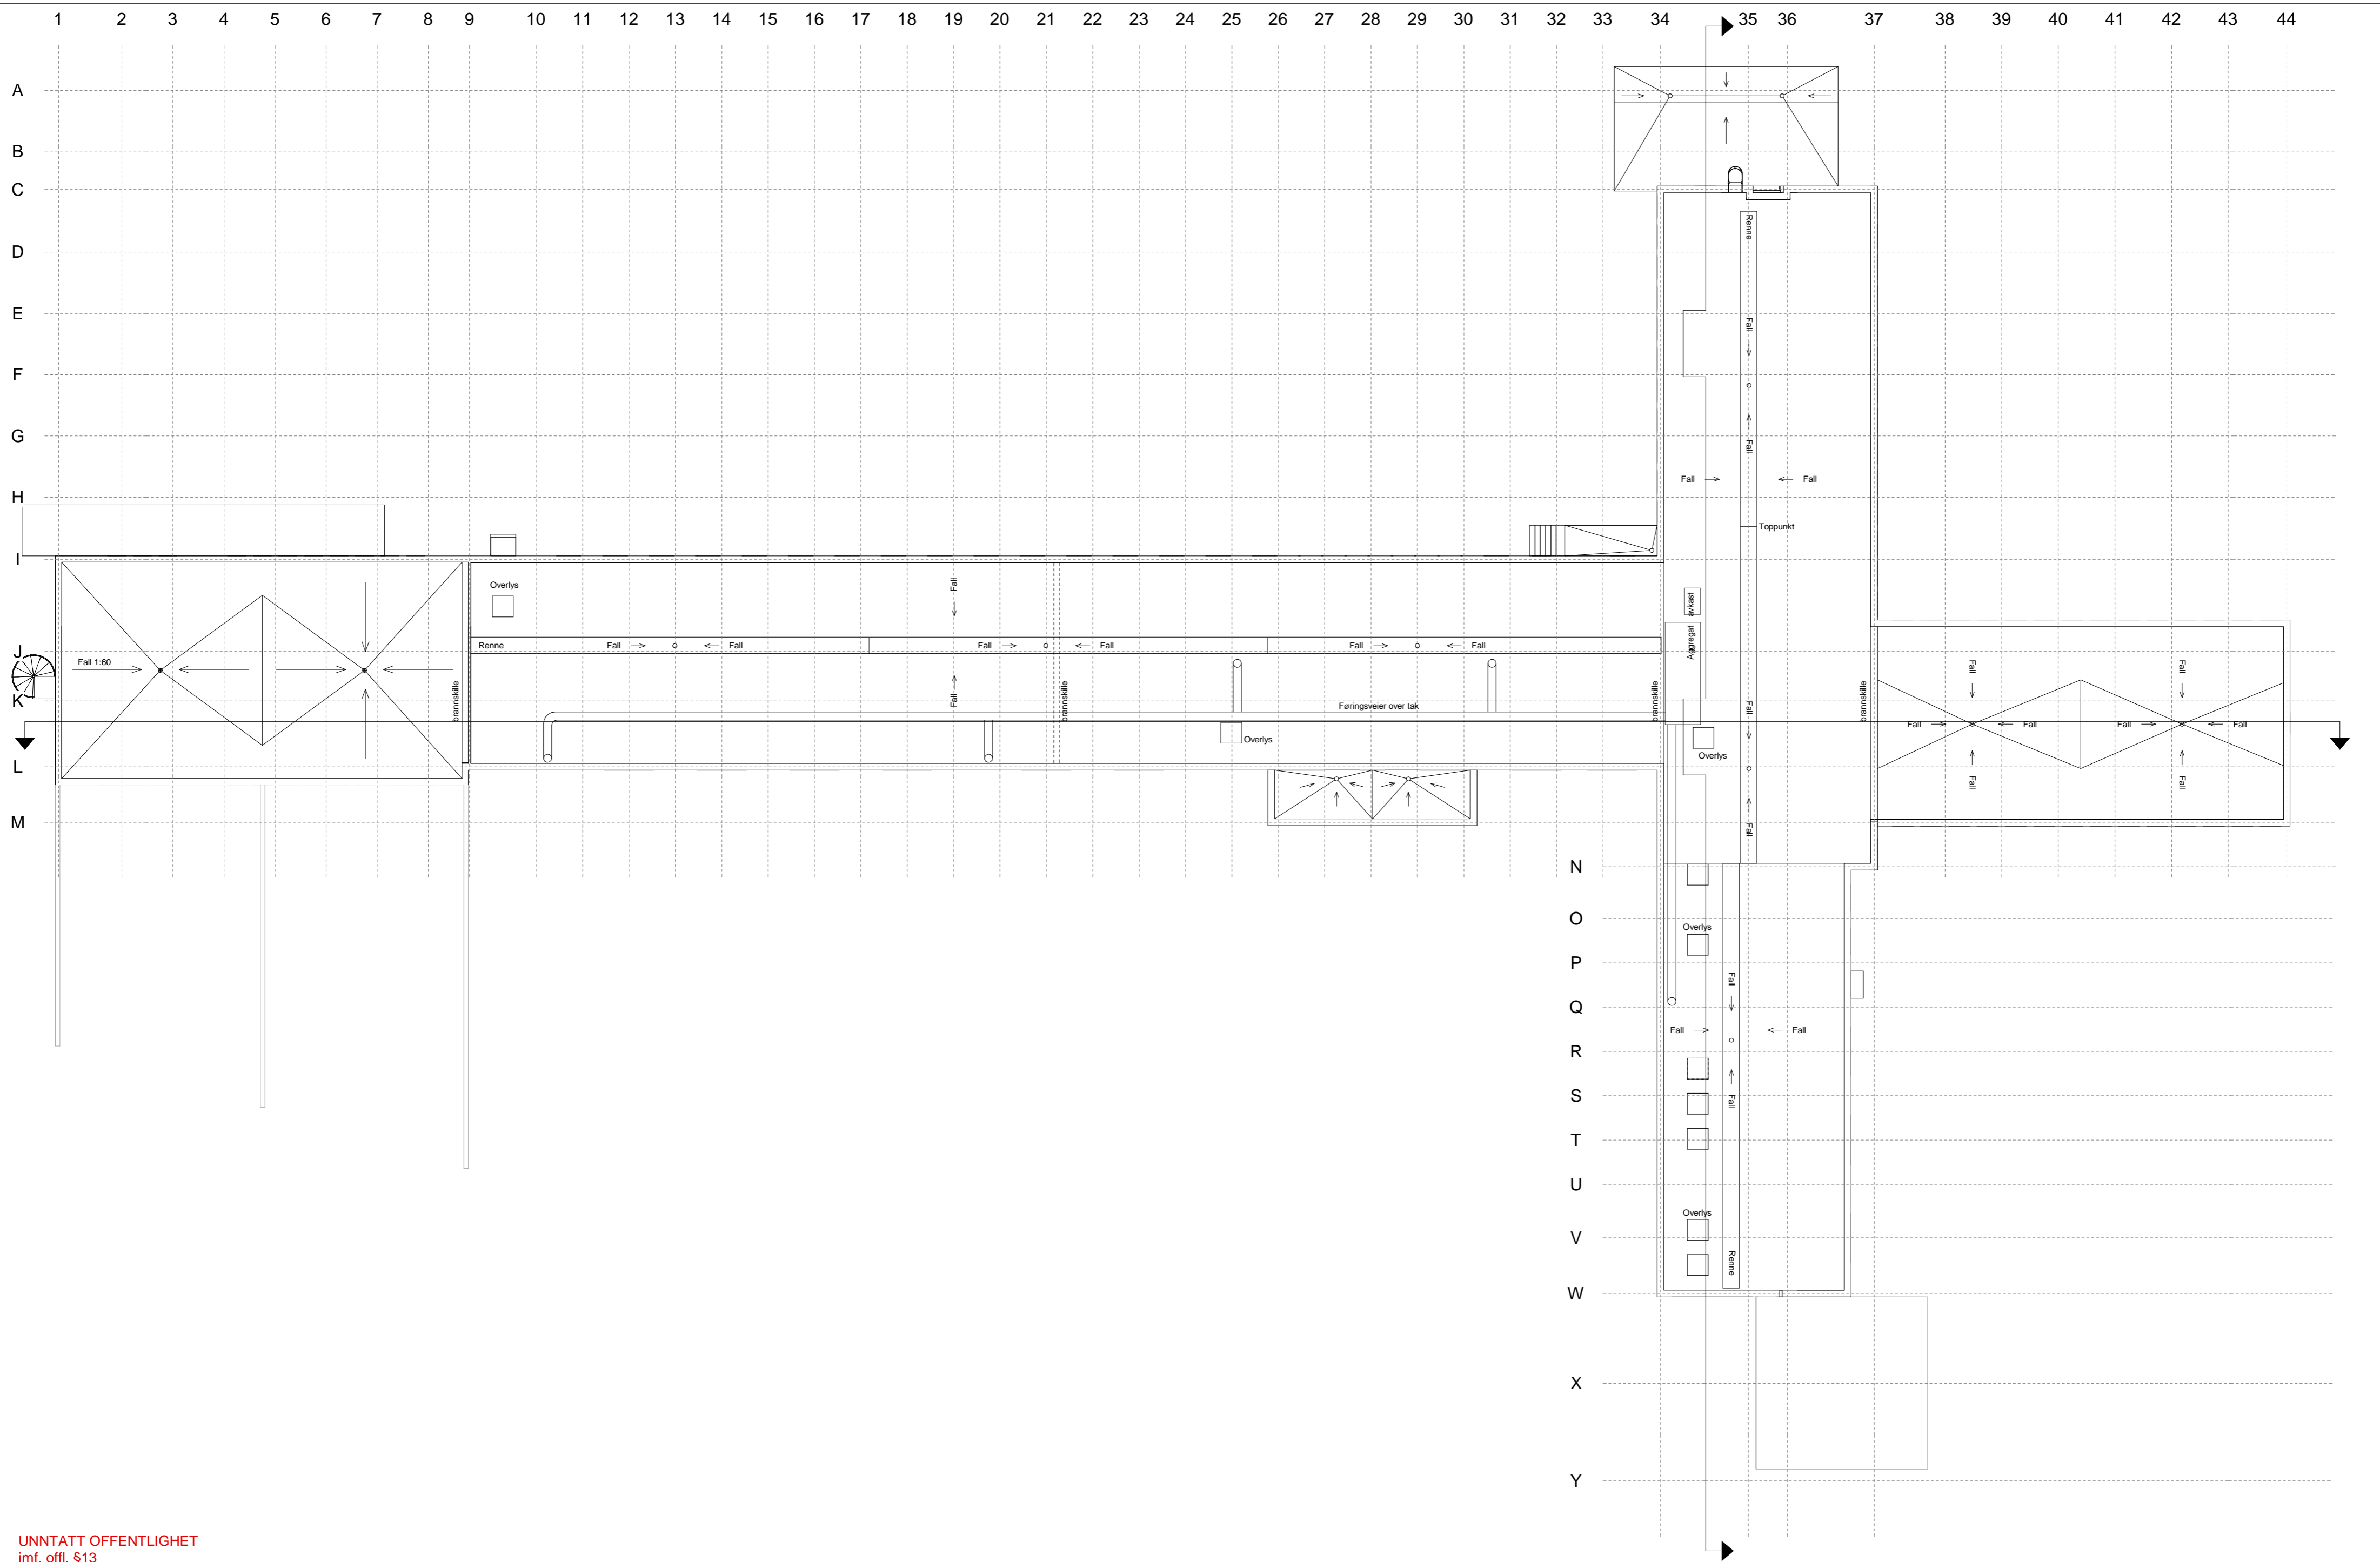 1 2 3 4 5 6 7 8 9 10 11 12 13 14 15 16 17 18 19 20 21 22 23 24 25 26 27 28 29 30 31 32 33 34 35 36 37 38 39 40 41 42 43 44
A
B
C
Renne
D
E
Fall
F
G
Fall
Fall Fall
H
Toppunkt
I
Fall
Overlys
avkast
J
Renne Fall Fall Fall Fall Fall Fall
Aggregat
Fall 1:60
Fall Fall
K
brannskille
Fall
brannskille
Føringsveier over tak
brannskille
Fall
brannskille
Fall Fall Fall Fall
Overlys
Overlys
L
Fall Fall
M
Fall
N
O
Overlys
P
Fall
Q
Fall Fall
R
S
Fall
T
U
Overlys
V
Renne
W
X
Y
UNNTATT OFFENTLIGHET
imf. offl. §13